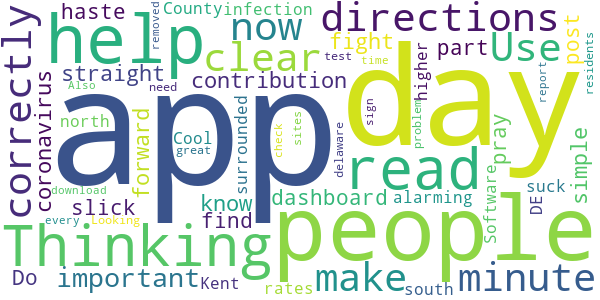 haste
County
infection
removed
now
directions
help
clear
fight
part
higher
Use
post
residents
correctly
coronavirus
straight
contribution
test
time
report
Also
need
app
day
sign
north
forward
Cool
great
surrounded
check
sites
delaware
read
problem
pray
simple
download
slick
know
dashboard
alarming
Software
DE
suck
every
Looking
find
Thinking
people
Do
important
Kent
rates
make
south
minute